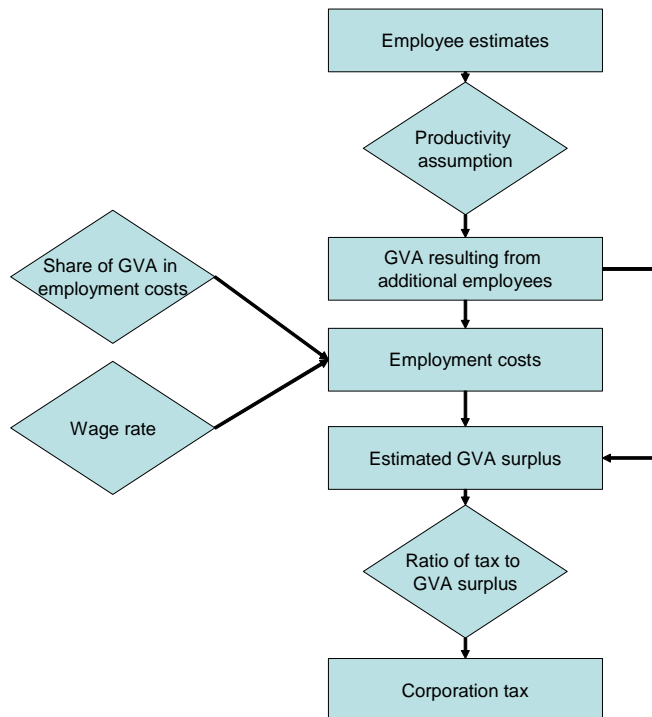 Employee estimates
Productivity
assumption
GVA resulting from
additional employees
Share of GVA in
employment costs
Employment costs
Wage rate
Estimated GVA surplus
Ratio of tax to
GVA surplus
Corporation tax